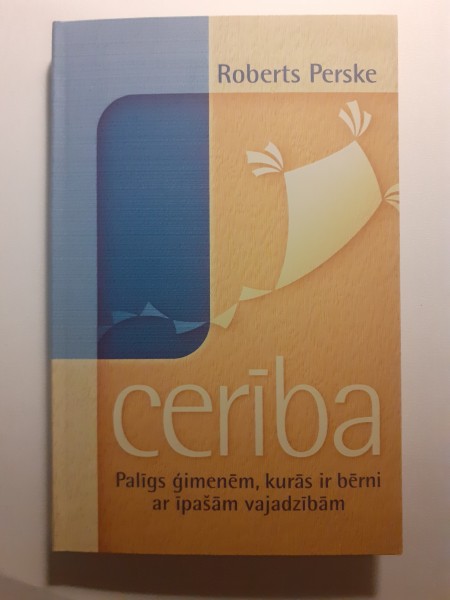 Roberts Perske
cerība
Palīgs ģimenēm, kurās ir bērni
ar īpašām vajadzībām